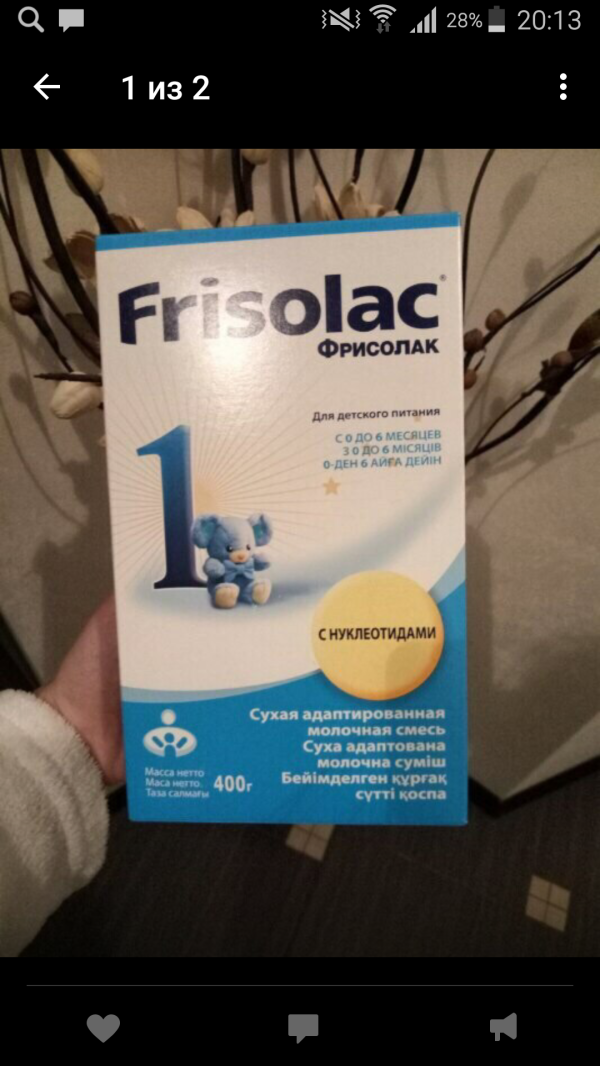 28% 20:13
1 из 2
Frisolac®
Фрисолак
Для детского питания
С 0 ДО 6 МЕСЯЦЕВ
З 0 ДО 6 МІСЯЦІВ
0-ДЕН 6 АЙҒА ДЕЙІН
1
С НУКЛЕОТИДАМИ
Сухая адаптированная
молочная смесь
Суха адаптована
молочна суміш
Бейімделген құрғақ
сүтті қоспа
Масса нетто
Маса нетто.
Таза салмағы
400г